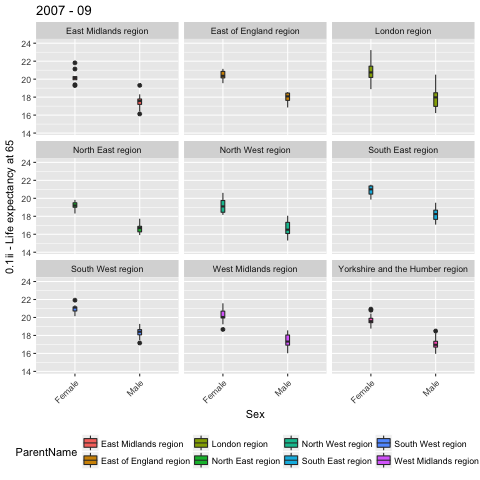 2007 - 09
East Midlands region East of England region London region
24
22
20
18
16
14
North East region North West region South East region
24
22
20
18
16
14
South West region West Midlands region Yorkshire and the Humber region
24
22
20
18
16
14
0.1ii - Life expectancy at 65
Female Male Female Male Female Male
Sex
ParentName
East Midlands region London region North West region South West region
East of England region North East region South East region West Midlands region